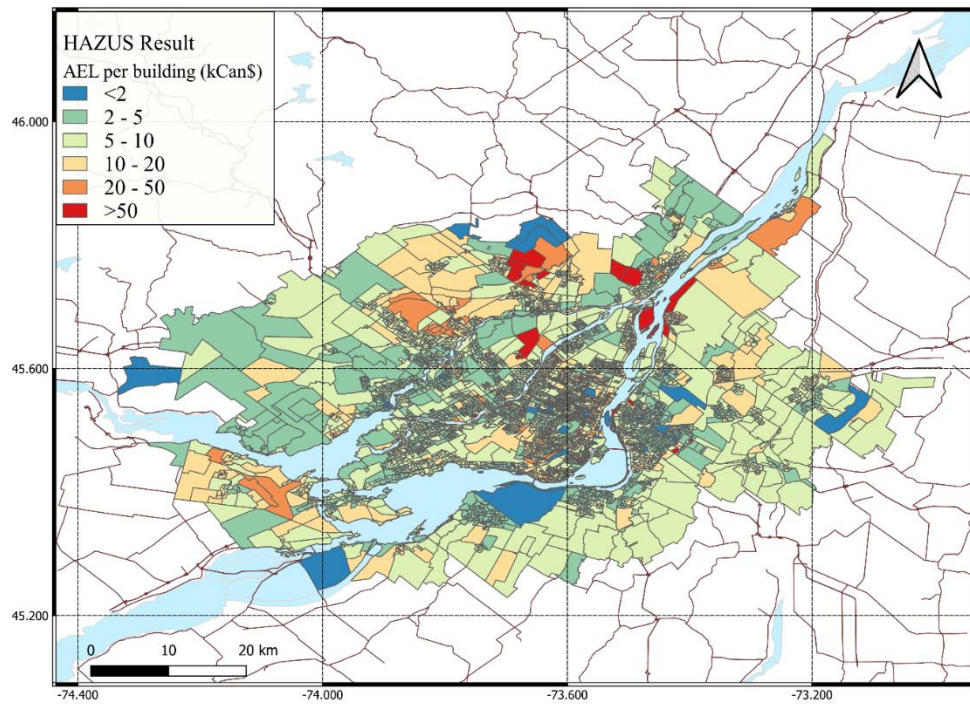 HAZUS Result
AEL per building (kCan$)
<2
2 - 5
5 - 10
10 - 20
20 - 50
>50
46.000
45.600
45.200
0 10 20 km
-74.400 -74.000 -73.600 -73.200